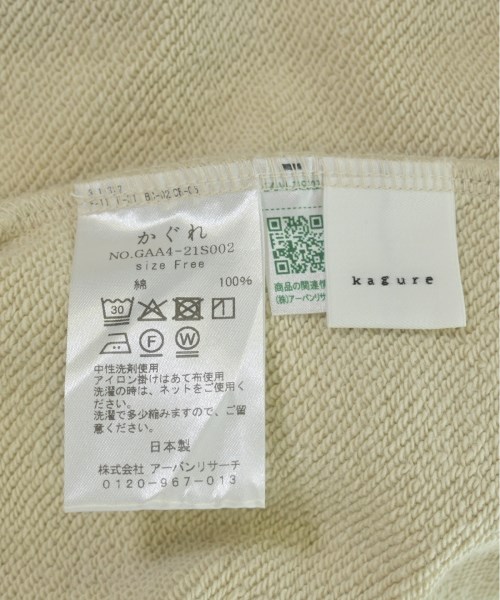 かぐれ
NO.GAA4-21S002
size Free
綿 100%
30
F W
中性洗剤使用
アイロン掛けはあて布使用
洗濯の時は、ネットをご使用く
ださい。
洗濯で多少縮みますので、ご留
意ください。
日本製
株式会社 アーバンリサーチ
0120-967-013
商品の関連情
(株)アーバンリサ
kagure